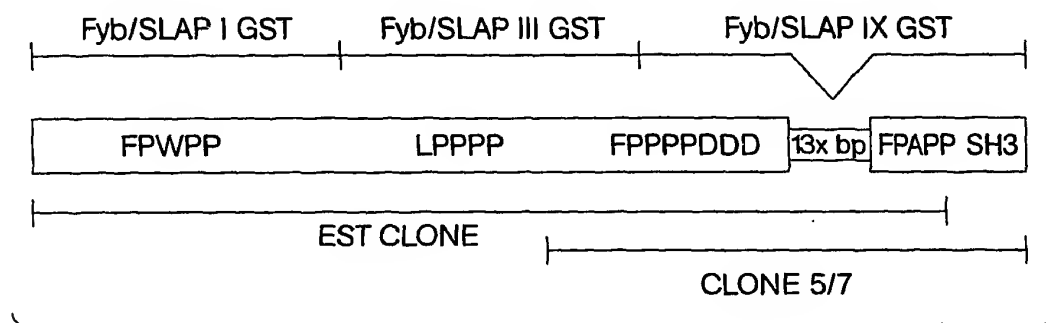 Fyb/SLAP I GST Fyb/SLAP III GST Fyb/SLAP IX GST
FPWPP LPPPP FPPPPDDD 13x bp FPAPP SH3
EST CLONE
CLONE 5/7